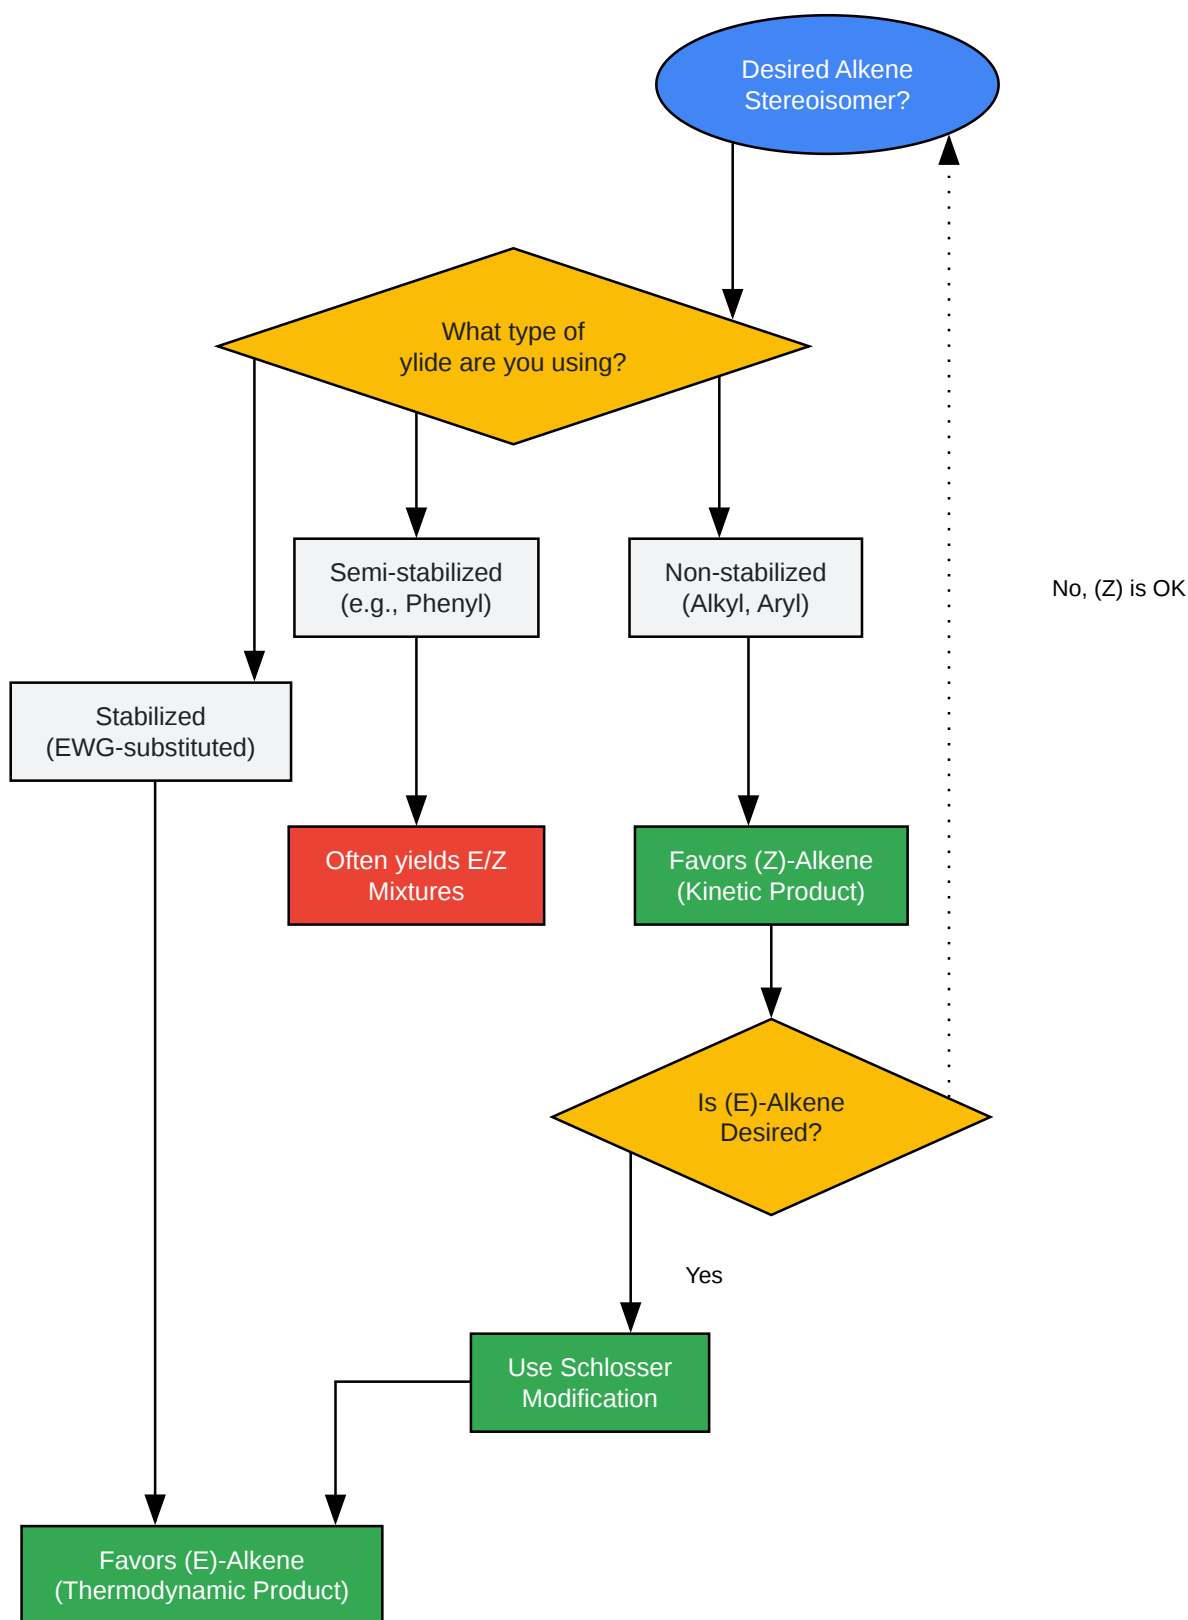 Desired Alkene
Stereoisomer?
What type of
ylide are you using?
Semi-stabilized
(e.g., Phenyl)
Non-stabilized
(Alkyl, Aryl)
No, (Z) is OK
Stabilized
(EWG-substituted)
Often yields E/Z
Mixtures
Favors (Z)-Alkene
(Kinetic Product)
Is (E)-Alkene
Desired?
Yes
Use Schlosser
Modification
Favors (E)-Alkene
(Thermodynamic Product)